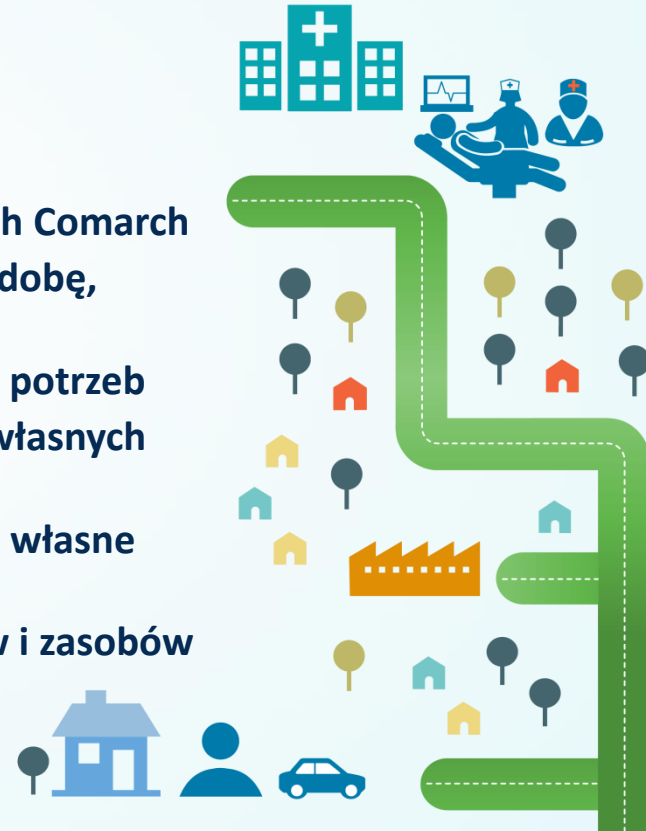 h Comarch
dobę,
potrzeb
własnych
własne
i zasobów